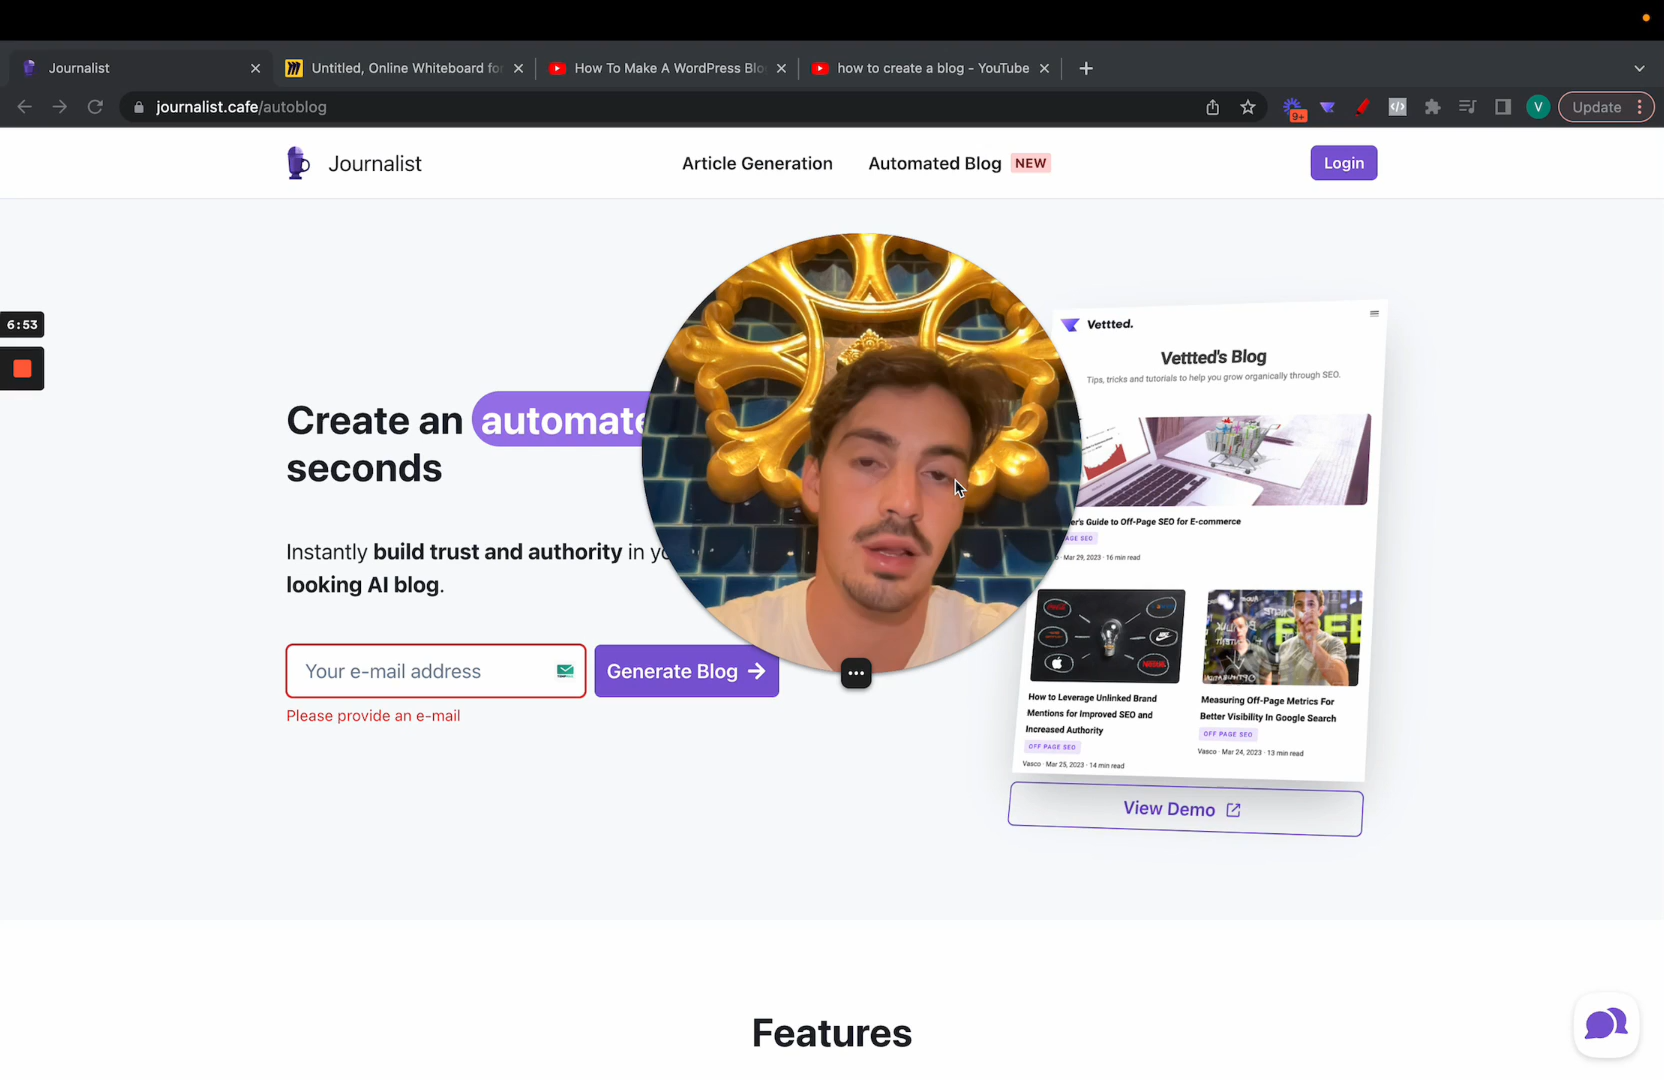 Journalist
Untitled, Online Whiteboard for
How To Make A WordPress Blo
how to create a blog - YouTube
journalist.cafe/autoblog
9+
V
Update
Journalist
Article Generation
Automated Blog NEW
Login
6:53
Create an automate
seconds
Instantly build trust and authority in yo
looking AI blog.
Your e-mail address
Generate Blog
Please provide an e-mail
Vettted.
Vettted's Blog
Tips, tricks and tutorials to help you grow organically through SEO.
er's Guide to Off-Page SEO for E-commerce
AGE SEO
Mar 29, 2023 · 16 min read
How to Leverage Unlinked Brand
Mentions for Improved SEO and
Increased Authority
OFF PAGE SEO
Vasco · Mar 25, 2023 · 14 min read
FREE
Measuring Off-Page Metrics For
Better Visibility In Google Search
OFF PAGE SEO
Vasco · Mar 24, 2023 · 13 min read
View Demo
Features